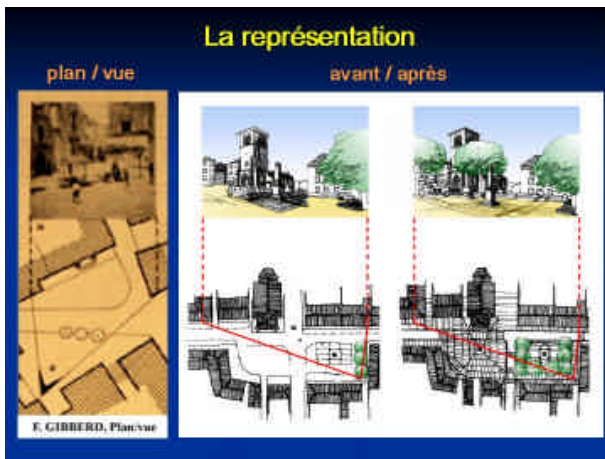 La représentation
plan / vue
avant / après
F. GIBBERD, Plan/vue